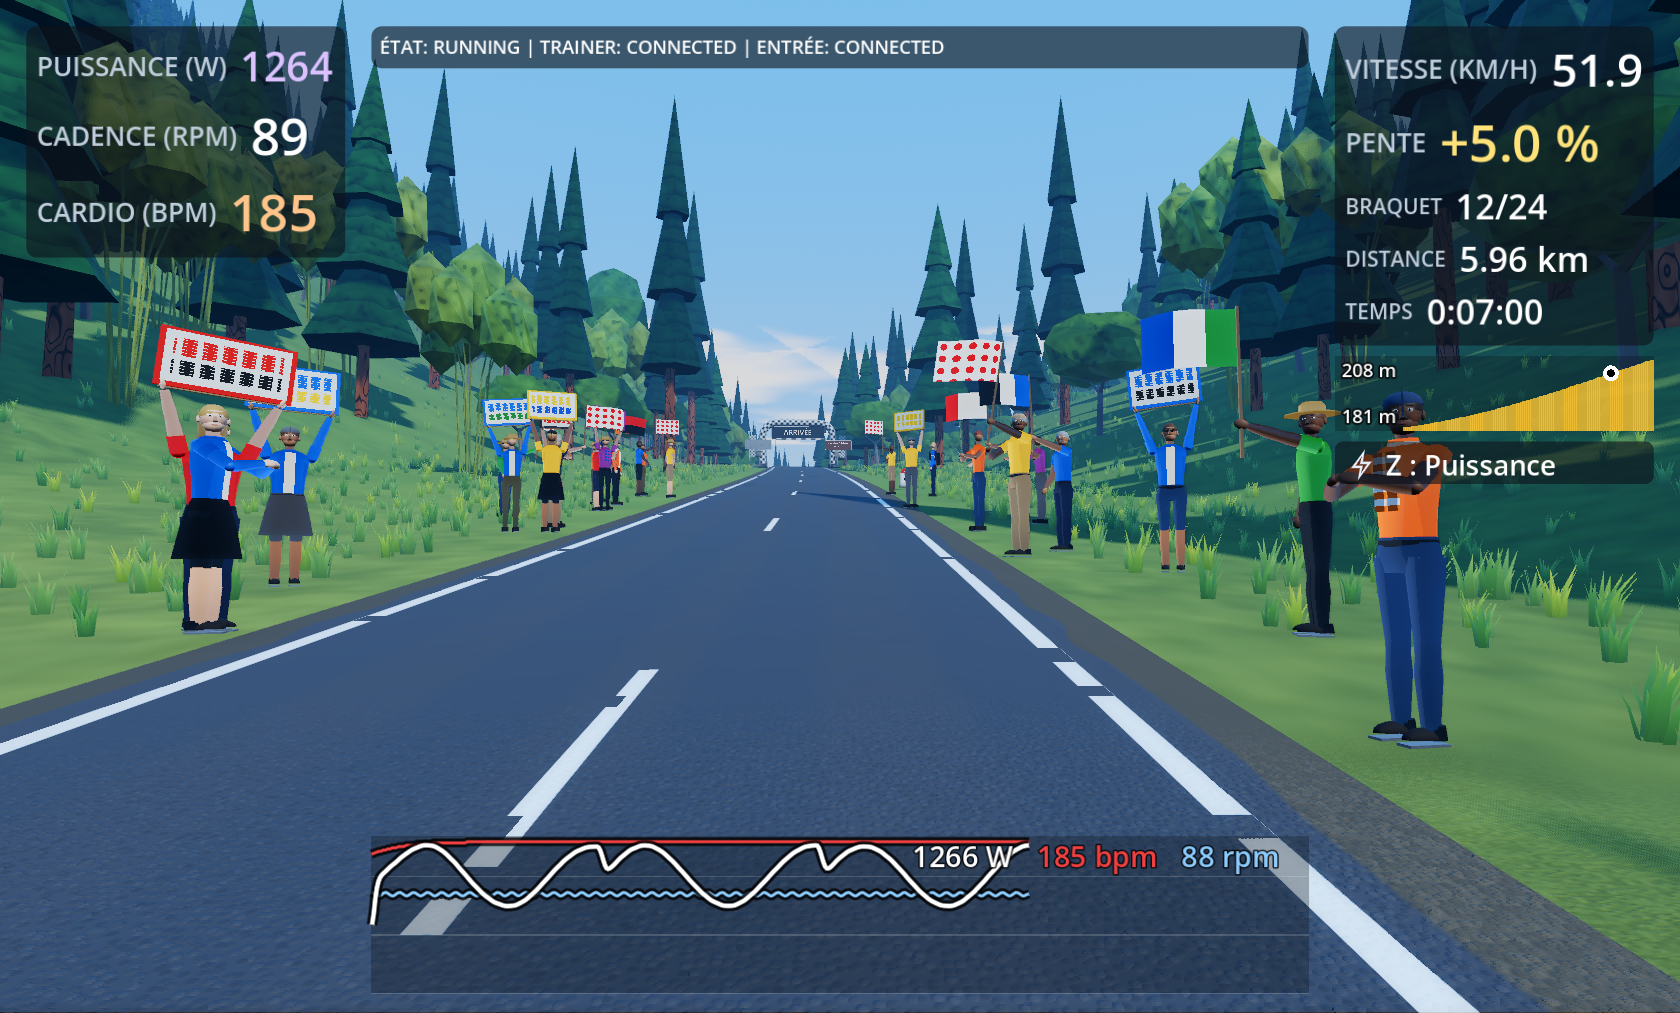 PUISSANCE (W) 1264
CADENCE (RPM) 89
CARDIO (BPM) 185
ÉTAT: RUNNING | TRAINER: CONNECTED | ENTRÉE: CONNECTED
VITESSE (KM/H) 51.9
PENTE +5.0 %
BRAQUET 12/24
DISTANCE 5.96 km
TEMPS 0:07:00
208 m
181 m
Z : Puissance
ARRIVÉE
1266 W 185 bpm 88 rpm